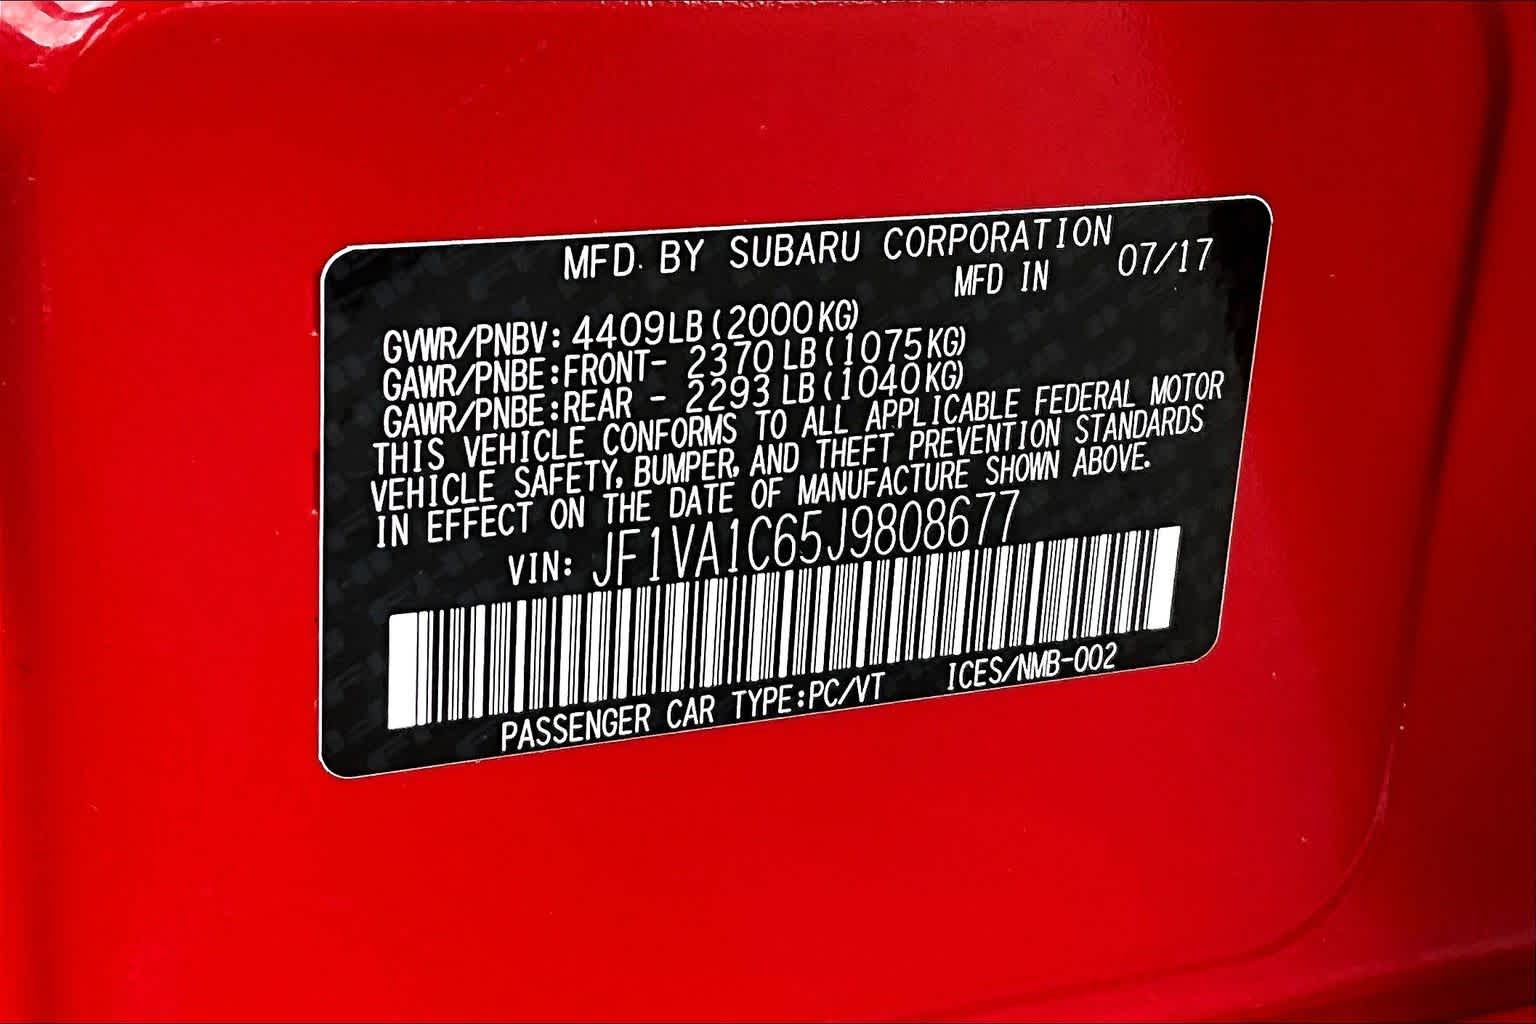 MFD. BY SUBARU CORPORATION
MFD IN 07/17
GVWR/PNBV: 4409LB(2000KG)
GAWR/PNBE:FRONT- 2370LB(1075KG)
GAWR/PNBE:REAR - 2293LB(1040KG)
THIS VEHICLE CONFORMS TO ALL APPLICABLE FEDERAL MOTOR
VEHICLE SAFETY, BUMPER, AND THEFT PREVENTION STANDARDS
IN EFFECT ON THE DATE OF MANUFACTURE SHOWN ABOVE.
VIN: JF1VA1C65J9808677
PASSENGER CAR TYPE:PC/VT ICES/NMB-002